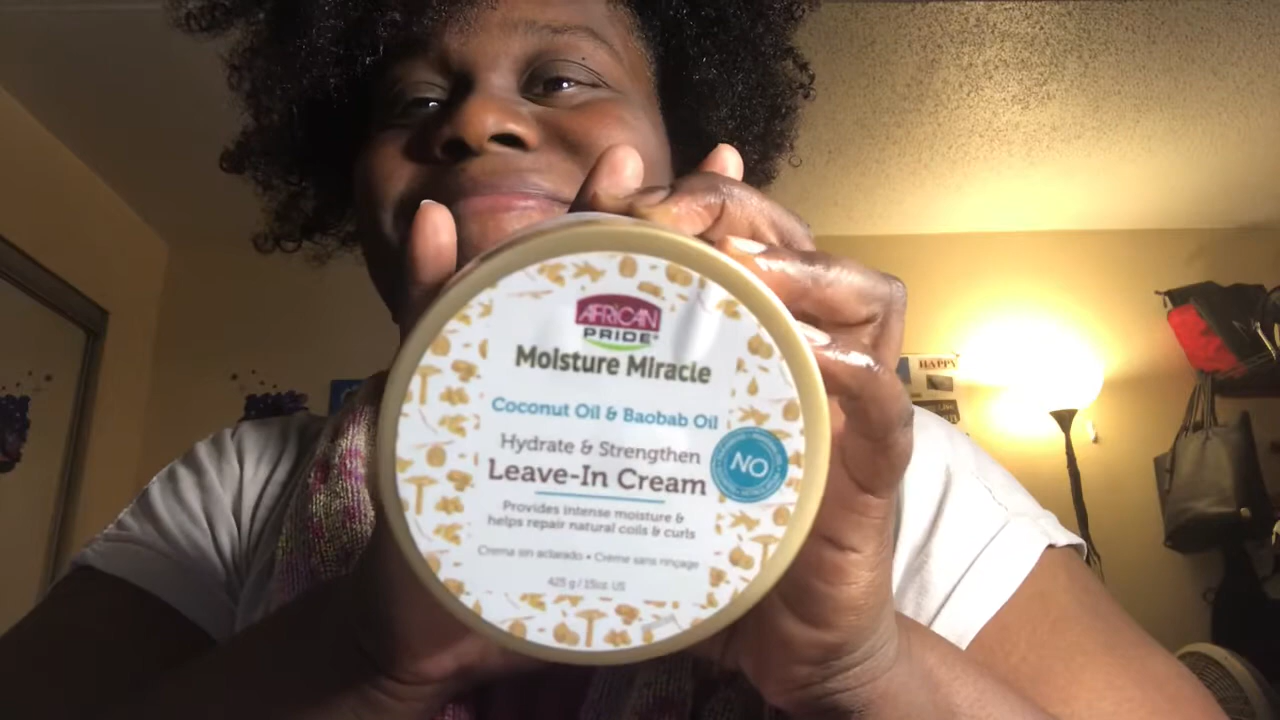 AFRICAN
PRIDE
Moisture Miracle
Coconut Oil & Baobab Oil
Hydrate & Strengthen
Leave-In Cream
NO
Provides intense moisture &
helps repair natural coils & curls
Crema sin aclarado • Crème sans rinçage
425 g / 15oz. US
HAPPY